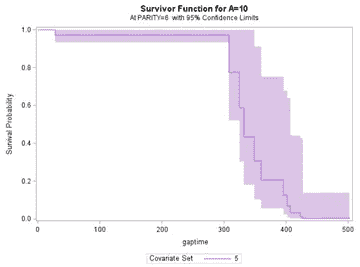 Survivor Function for A=10
At PARITY=6 with 95% Confidence Limits
Survival Probability
1.0
0.8
0.6
0.4
0.2
0.0
0 100 200 300 400 500
gaptime
Covariate Set 5